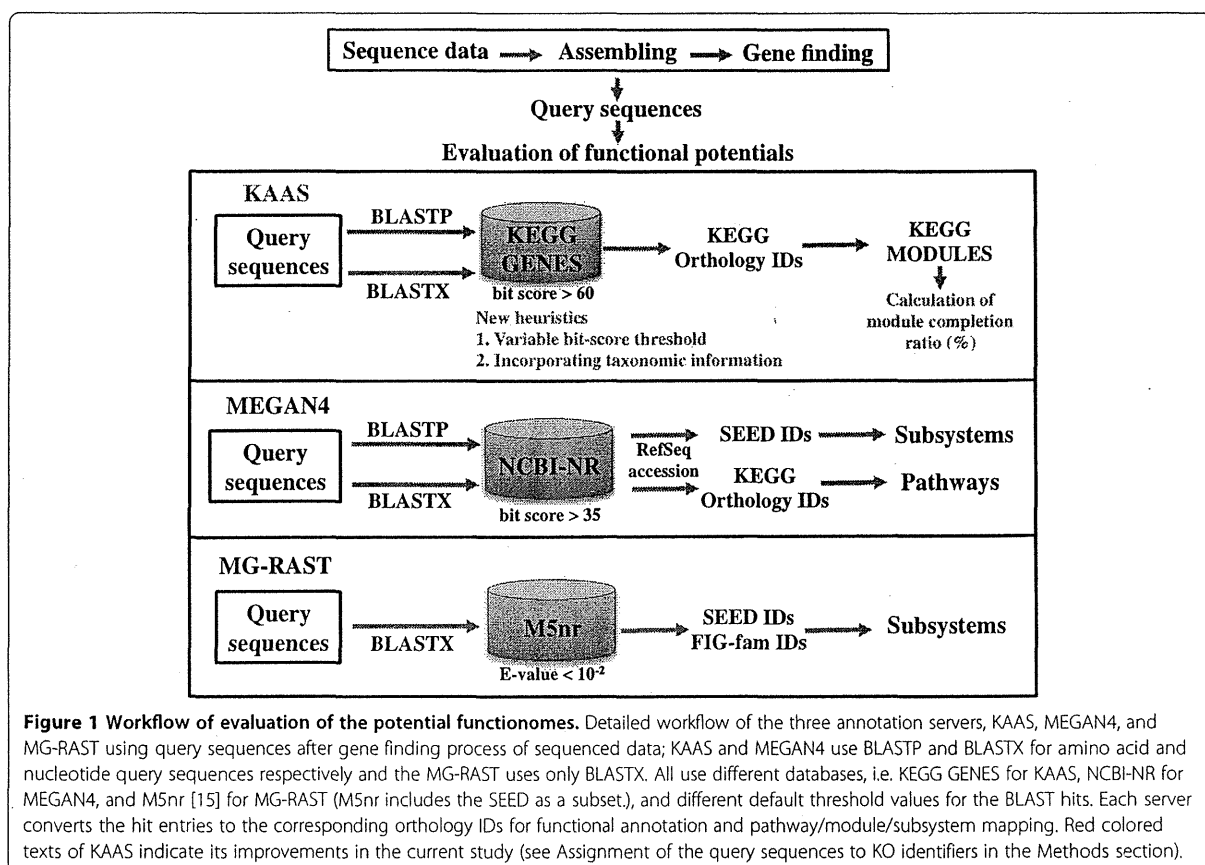 Sequence data → Assembling → Gene finding
Query sequences
Evaluation of functional potentials
KAAS
Query
sequences
BLASTP
BLASTX
KEGG
GENES
bit score > 60
New heuristics
1. Variable bit-score threshold
2. Incorporating taxonomic information
KEGG
Orthology IDs
KEGG
MODULES
Calculation of
module completion
ratio (%)
MEGAN4
Query
sequences
BLASTP
BLASTX
NCBI-NR
bit score > 35
RefSeq
accession
SEED IDs
Subsystems
KEGG
Orthology IDs
Pathways
MG-RAST
Query
sequences
BLASTX
M5nr
E-value < 10⁻²
SEED IDs
FIG-fam IDs
Subsystems
Figure 1 Workflow of evaluation of the potential functionomes. Detailed workflow of the three annotation servers, KAAS, MEGAN4, and
MG-RAST using query sequences after gene finding process of sequenced data; KAAS and MEGAN4 use BLASTP and BLASTX for amino acid and
nucleotide query sequences respectively and the MG-RAST uses only BLASTX. All use different databases, i.e. KEGG GENES for KAAS, NCBI-NR for
MEGAN4, and M5nr [15] for MG-RAST (M5nr includes the SEED as a subset.), and different default threshold values for the BLAST hits. Each server
converts the hit entries to the corresponding orthology IDs for functional annotation and pathway/module/subsystem mapping. Red colored
texts of KAAS indicate its improvements in the current study (see Assignment of the query sequences to KO identifiers in the Methods section).